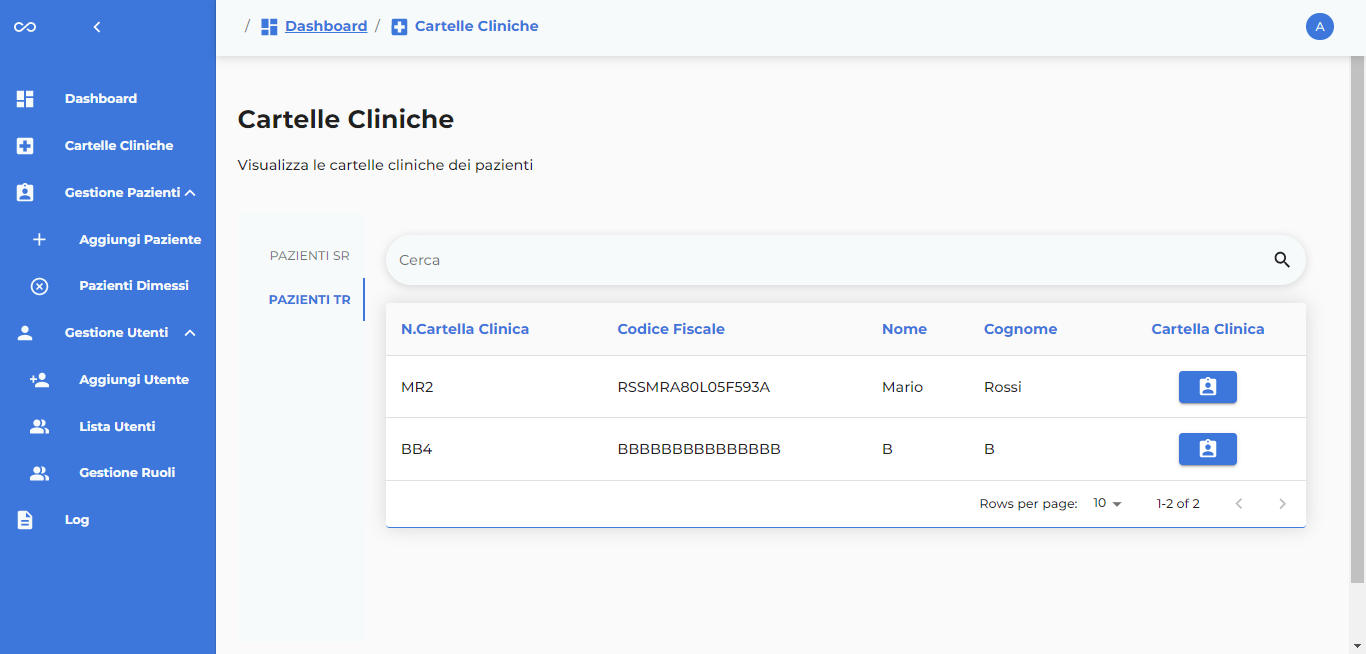 / Dashboard / Cartelle Cliniche
A
Dashboard
Cartelle Cliniche
Gestione Pazienti
Aggiungi Paziente
Pazienti Dimessi
Gestione Utenti
Aggiungi Utente
Lista Utenti
Gestione Ruoli
Log
Cartelle Cliniche
Visualizza le cartelle cliniche dei pazienti
PAZIENTI SR
PAZIENTI TR
Cerca
N.Cartella Clinica Codice Fiscale Nome Cognome Cartella Clinica
MR2 RSSMRA80L05F593A Mario Rossi
BB4 BBBBBBBBBBBBBBB B B
Rows per page: 10 1-2 of 2